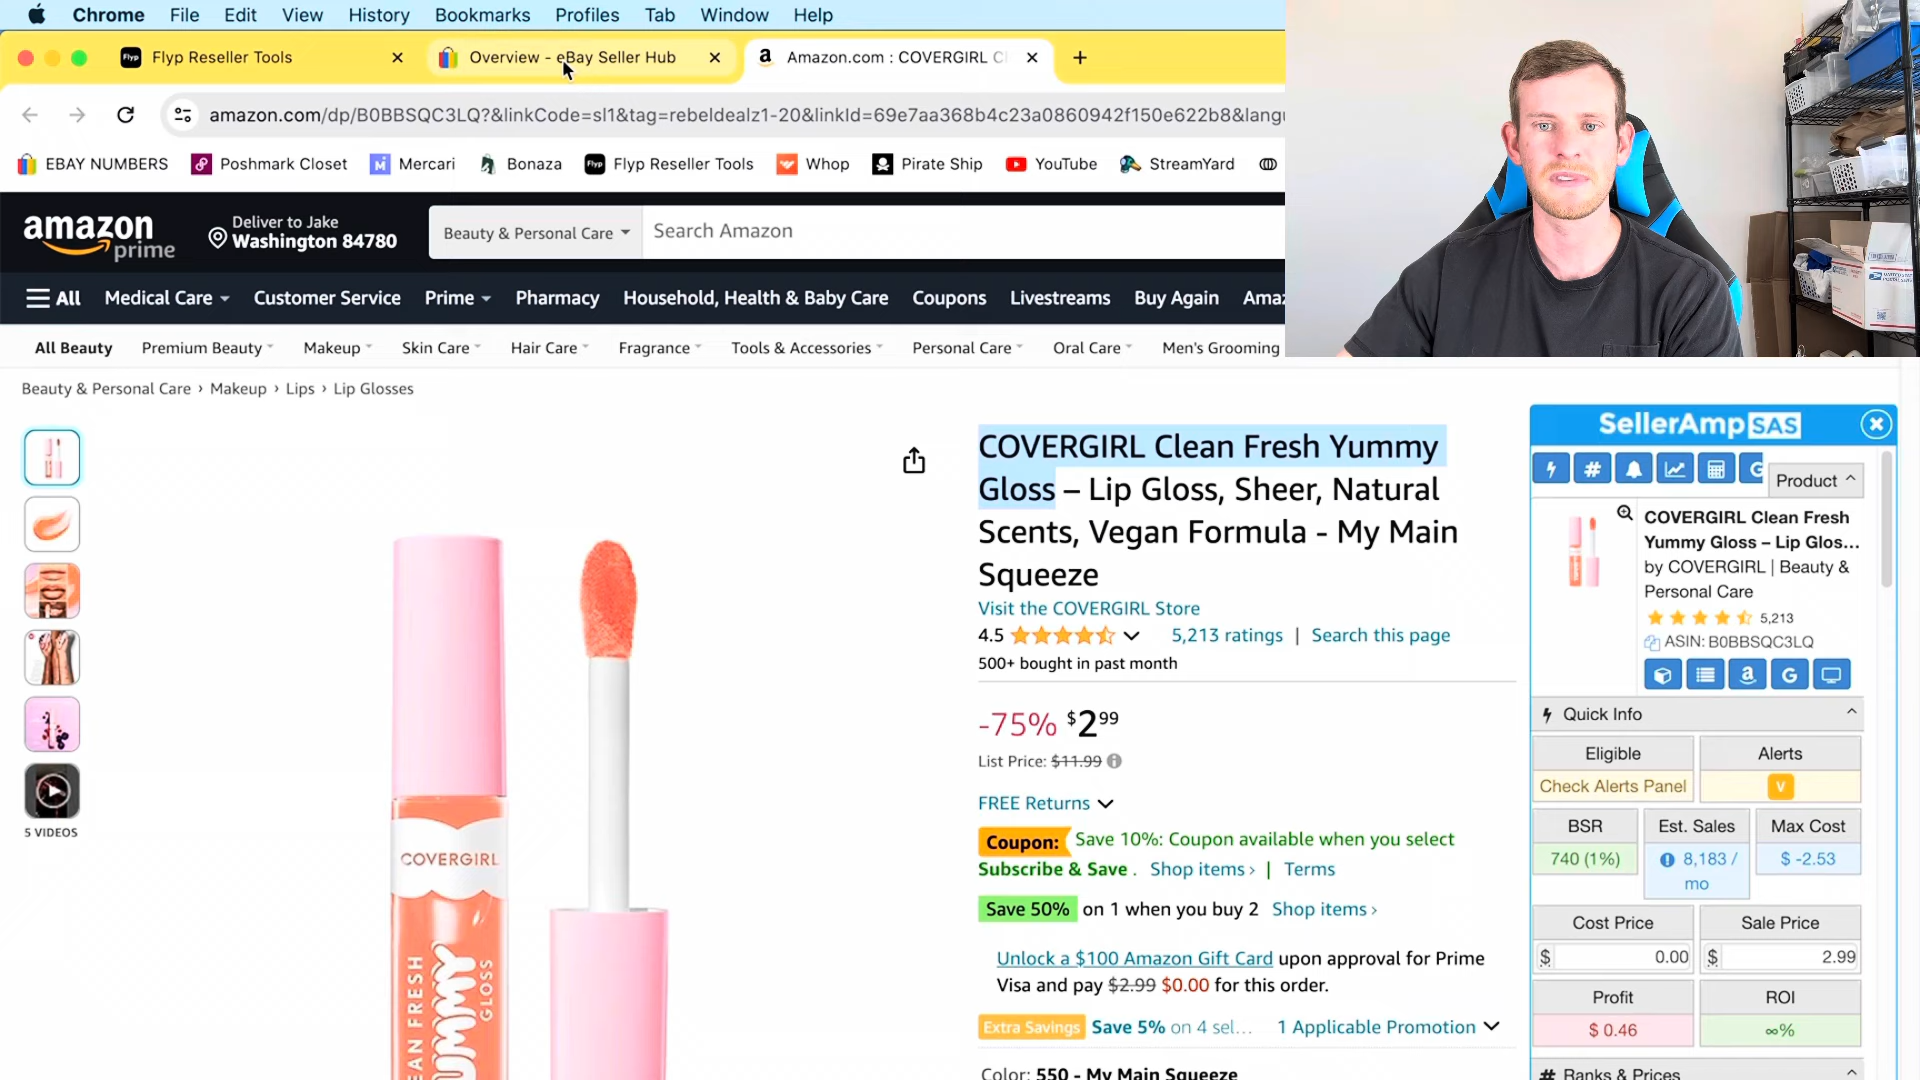 Chrome File Edit View History Bookmarks Profiles Tab Window Help
Flyp Flyp Reseller Tools
Overview - eBay Seller Hub
Amazon.com : COVERGIRL C
amazon.com/dp/B0BBSQC3LQ?&linkCode=sl1&tag=rebeldealz1-20&linkId=69e7aa368b4c23a0860942f150e622b8&langu
EBAY NUMBERS Poshmark Closet Mercari Bonaza Flyp Flyp Reseller Tools Whop Pirate Ship YouTube StreamYard
amazon prime
Deliver to Jake
Washington 84780
Beauty & Personal Care
Search Amazon
All Medical Care Customer Service Prime Pharmacy Household, Health & Baby Care Coupons Livestreams Buy Again Amaz
All Beauty Premium Beauty Makeup Skin Care Hair Care Fragrance Tools & Accessories Personal Care Oral Care Men's Grooming
Beauty & Personal Care › Makeup › Lips › Lip Glosses
5 VIDEOS
COVERGIRL
CLEAN FRESH
YUMMY
GLOSS
COVERGIRL Clean Fresh Yummy
Gloss – Lip Gloss, Sheer, Natural
Scents, Vegan Formula - My Main
Squeeze
Visit the COVERGIRL Store
4.5 5,213 ratings | Search this page
500+ bought in past month
-75% $2.99
List Price: $11.99
FREE Returns
Coupon: Save 10%: Coupon available when you select
Subscribe & Save . Shop items › | Terms
Save 50% on 1 when you buy 2 Shop items ›
Unlock a $100 Amazon Gift Card upon approval for Prime
Visa and pay $2.99 $0.00 for this order.
Extra Savings Save 5% on 4 sel... 1 Applicable Promotion
Color: 550 - My Main Squeeze
SellerAmp SAS
Product
COVERGIRL Clean Fresh
Yummy Gloss – Lip Glos...
by COVERGIRL | Beauty &
Personal Care
5,213
ASIN: B0BBSQC3LQ
Quick Info
Eligible Alerts
Check Alerts Panel V
BSR Est. Sales Max Cost
740 (1%) 8,183 / mo $ -2.53
Cost Price Sale Price
$ 0.00 $ 2.99
Profit ROI
$ 0.46 ∞%
# Ranks & Prices